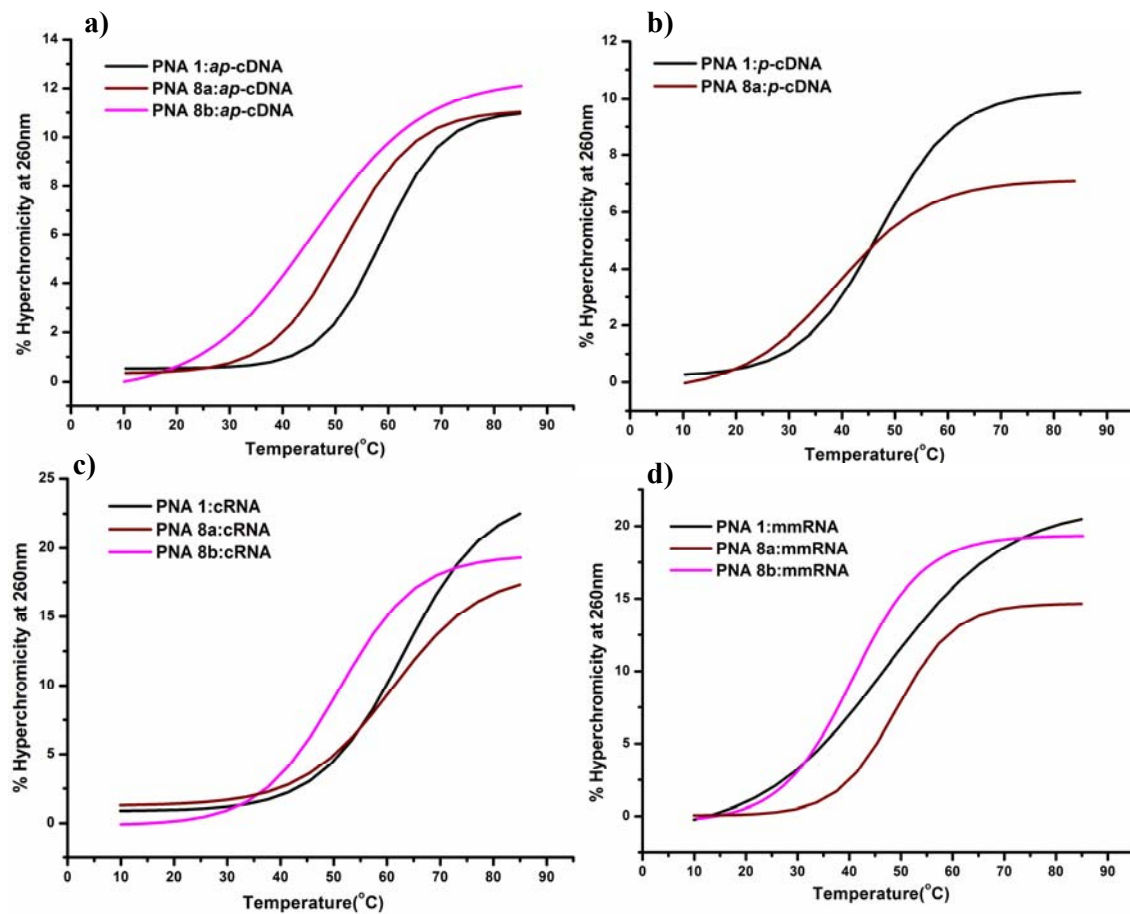 a)
PNA 1:ap-cDNA
PNA 8a:ap-cDNA
PNA 8b:ap-cDNA
% Hyperchromicity at 260nm
14
12
10
8
6
4
2
0
0 10 20 30 40 50 60 70 80 90
Temperature(°C)
b)
PNA 1:p-cDNA
PNA 8a:p-cDNA
% Hyperchromicity at 260nm
12
10
8
6
4
2
0
0 10 20 30 40 50 60 70 80 90
Temperature(°C)
c)
PNA 1:cRNA
PNA 8a:cRNA
PNA 8b:cRNA
% Hyperchromicity at 260nm
25
20
15
10
5
0
0 10 20 30 40 50 60 70 80 90
Temperature(°C)
d)
PNA 1:mmRNA
PNA 8a:mmRNA
PNA 8b:mmRNA
% Hyperchromicity at 260nm
20
15
10
5
0
0 10 20 30 40 50 60 70 80 90
Temperature(°C)